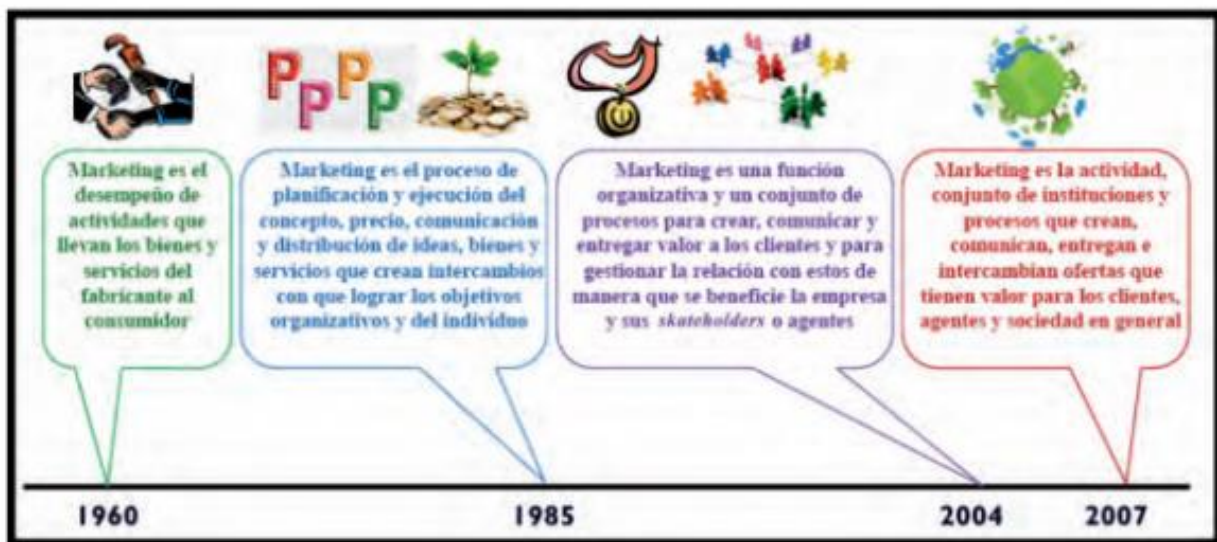 P P P P
Marketing es el
desempeño de
actividades que
llevan los bienes y
servicios del
fabricante al
consumidor
Marketing es el proceso de
planificación y ejecución del
concepto, precio, comunicación
y distribución de ideas, bienes y
servicios que crean intercambios
con que lograr los objetivos
organizativos y del individuo
Marketing es una función
organizativa y un conjunto de
procesos para crear, comunicar y
entregar valor a los clientes y para
gestionar la relación con estos de
manera que se beneficie la empresa
y sus skateholders o agentes
Marketing es la actividad,
conjunto de instituciones y
procesos que crean,
comunican, entregan e
intercambian ofertas que
tienen valor para los clientes,
agentes y sociedad en general
1960
1985
2004
2007